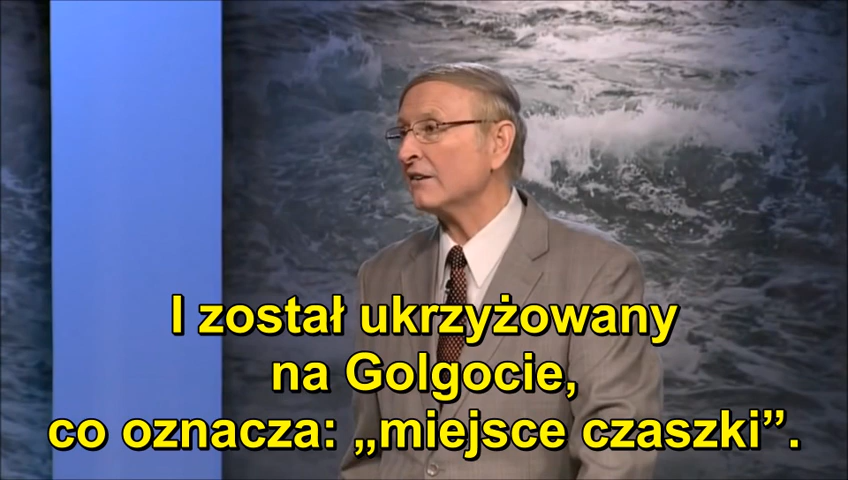 I został ukrzyżowany
na Golgocie,
co oznacza: „miejsce czaszki”.